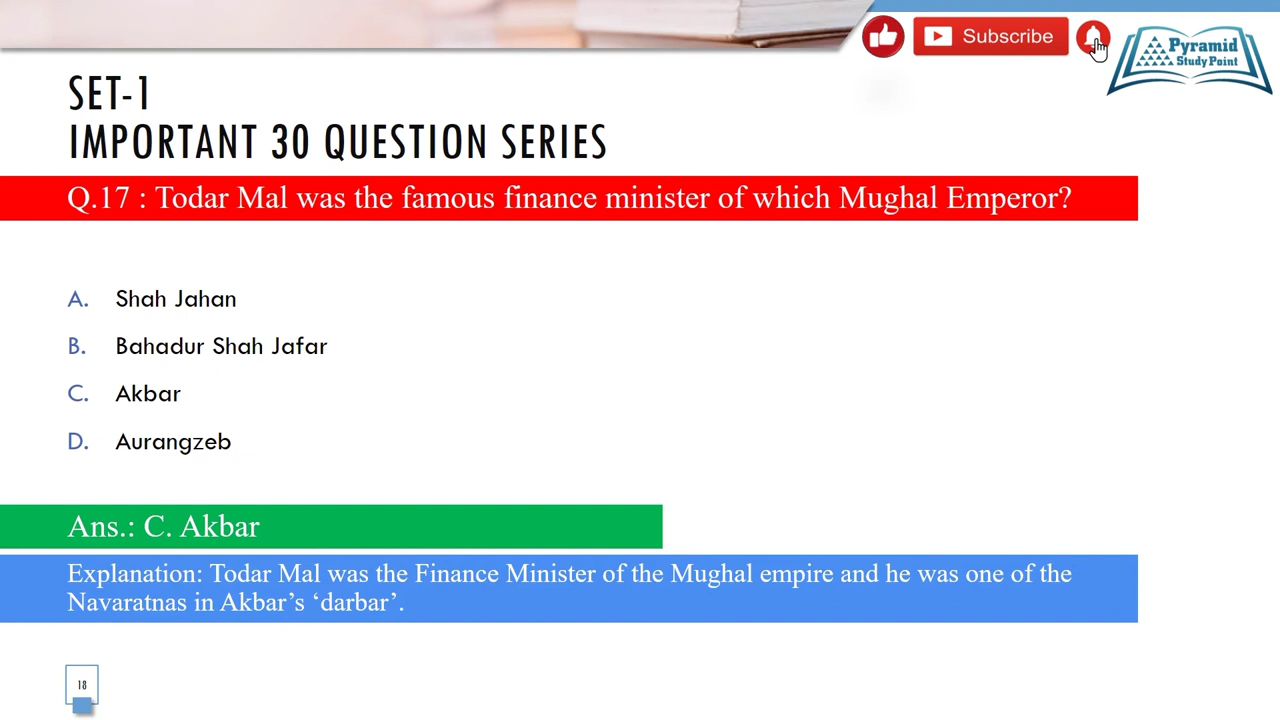 Subscribe
Pyramid
Study Point
SET-1
IMPORTANT 30 QUESTION SERIES
Q.17 : Todar Mal was the famous finance minister of which Mughal Emperor?
A. Shah Jahan
B. Bahadur Shah Jafar
C. Akbar
D. Aurangzeb
Ans.: C. Akbar
Explanation: Todar Mal was the Finance Minister of the Mughal empire and he was one of the
Navaratnas in Akbar’s ‘darbar’.
18